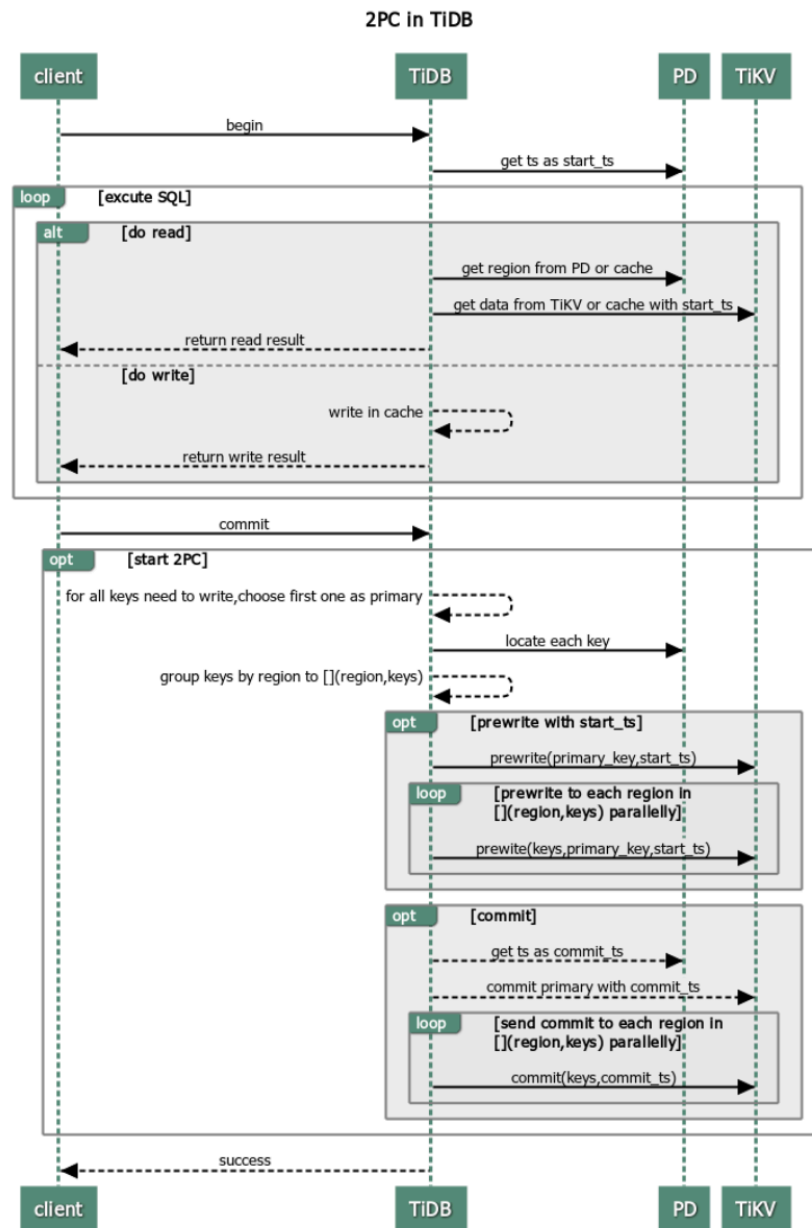 2PC in TiDB
client
TiDB
PD
TiKV
begin
get ts as start_ts
loop
[excute SQL]
alt
[do read]
get region from PD or cache
get data from TiKV or cache with start_ts
return read result
[do write]
write in cache
return write result
commit
opt
[start 2PC]
for all keys need to write,choose first one as primary
locate each key
group keys by region to [](region,keys)
opt
[prewrite with start_ts]
prewrite(primary_key,start_ts)
loop
[prewrite to each region in
[](region,keys) parallelly]
prewite(keys,primary_key,start_ts)
opt
[commit]
get ts as commit_ts
commit primary with commit_ts
loop
[send commit to each region in
[](region,keys) parallelly]
commit(keys,commit_ts)
success
client
TiDB
PD
TiKV